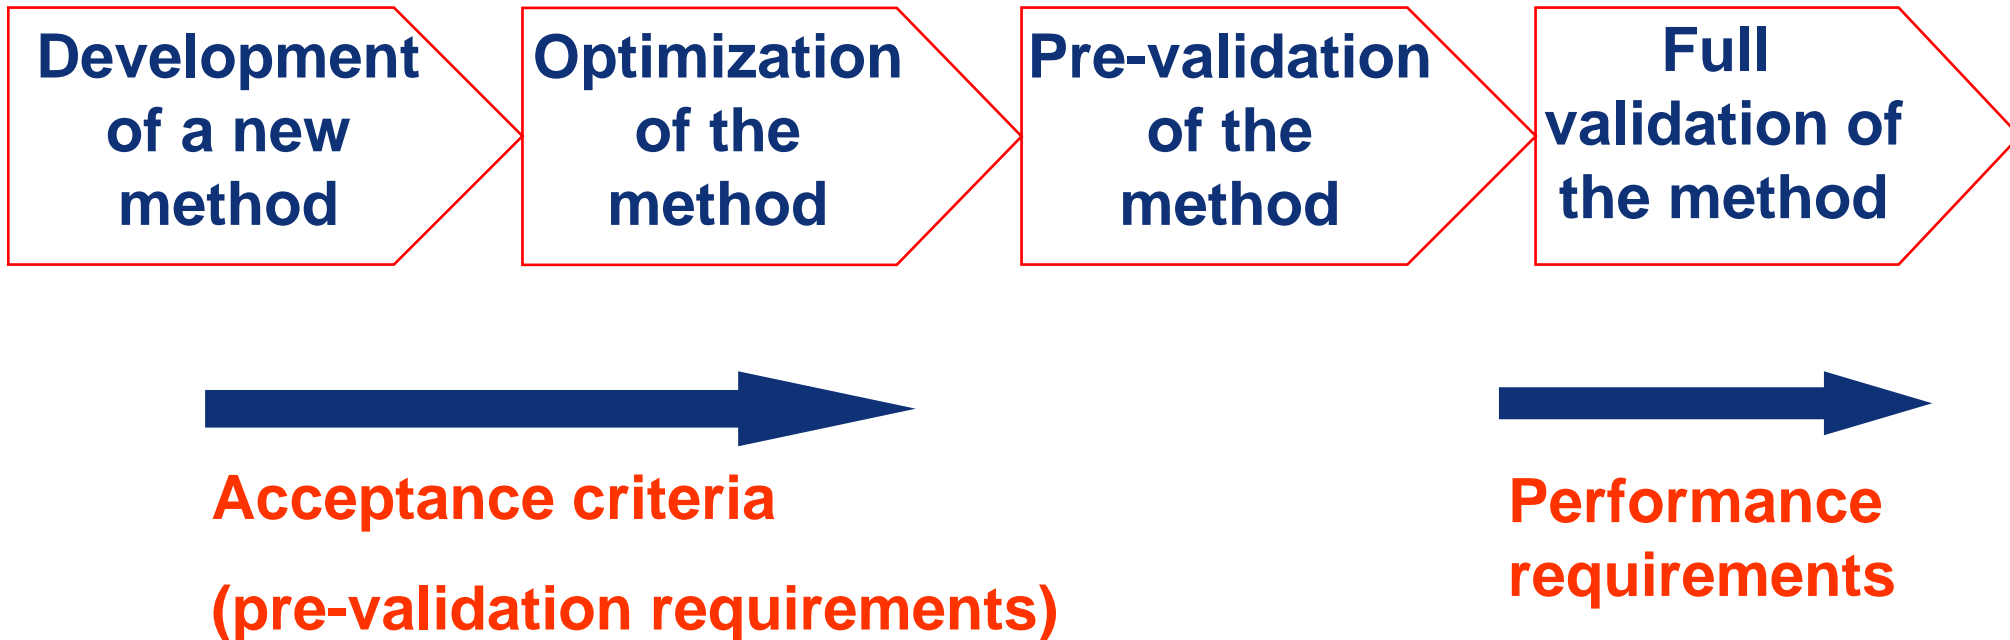 Development
of a new
method
Optimization
of the
method
Pre-validation
of the
method
Full
validation of
the method
Acceptance criteria
(pre-validation requirements)
Performance
requirements